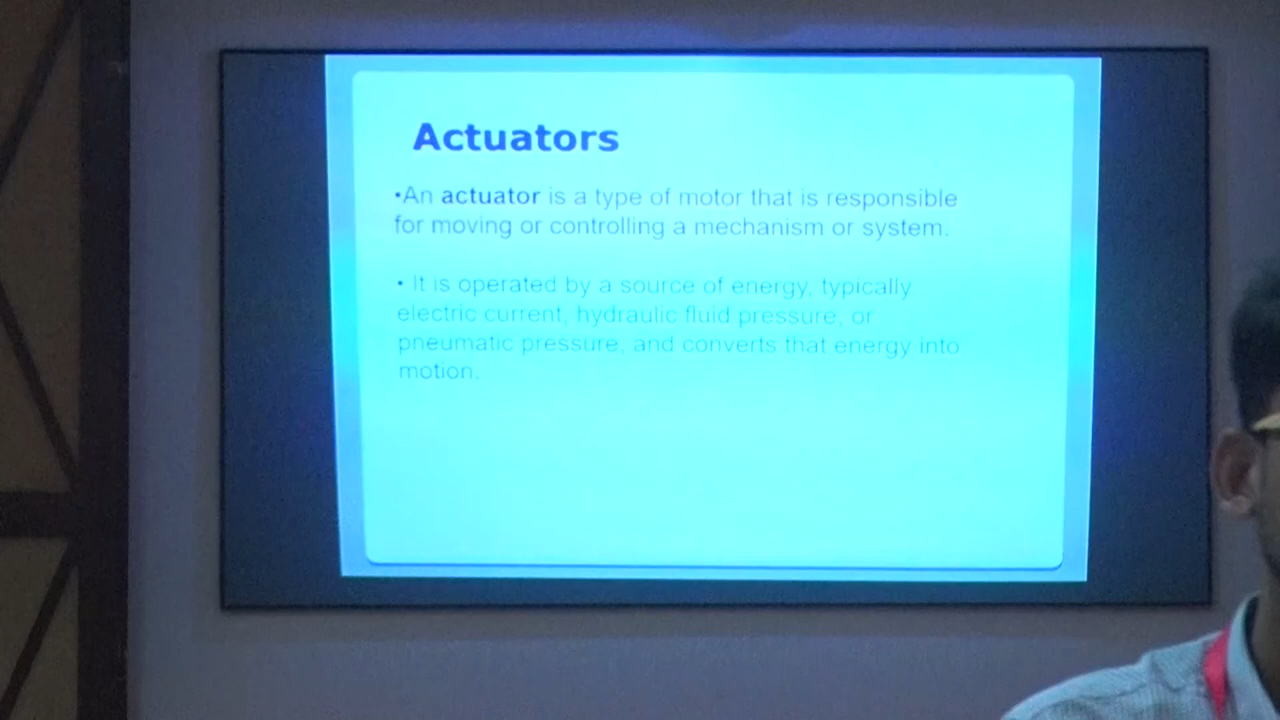 Actuators
•An actuator is a type of motor that is responsible
for moving or controlling a mechanism or system.
• It is operated by a source of energy, typically
electric current, hydraulic fluid pressure, or
pneumatic pressure, and converts that energy into
motion.